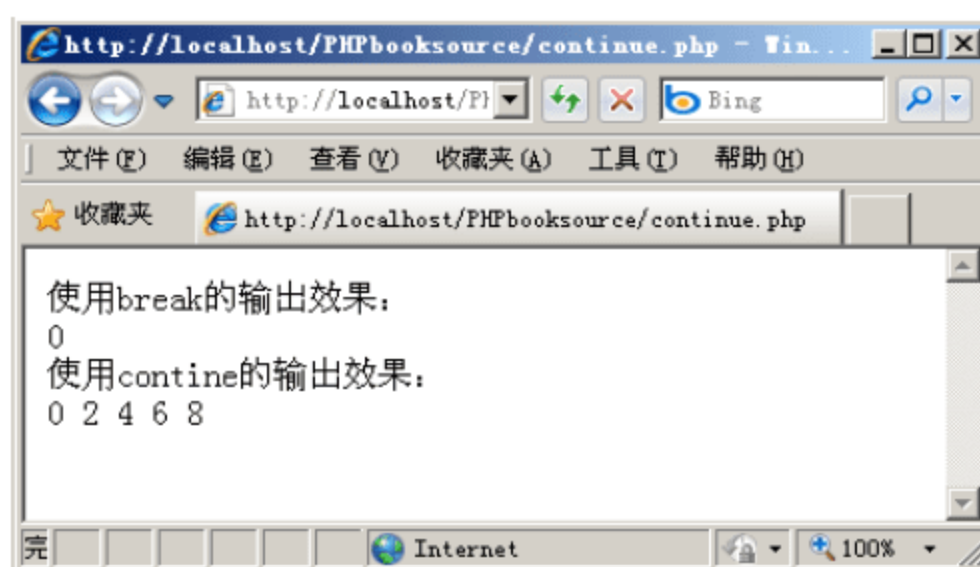 http://localhost/PHPbooksource/continue.php - Win...
http://localhost/P
Bing
文件(F) 编辑(E) 查看(V) 收藏夹(A) 工具(T) 帮助(H)
收藏夹 http://localhost/PHPbooksource/continue.php
使用break的输出效果：
0
使用contine的输出效果：
0 2 4 6 8
完 Internet 100%